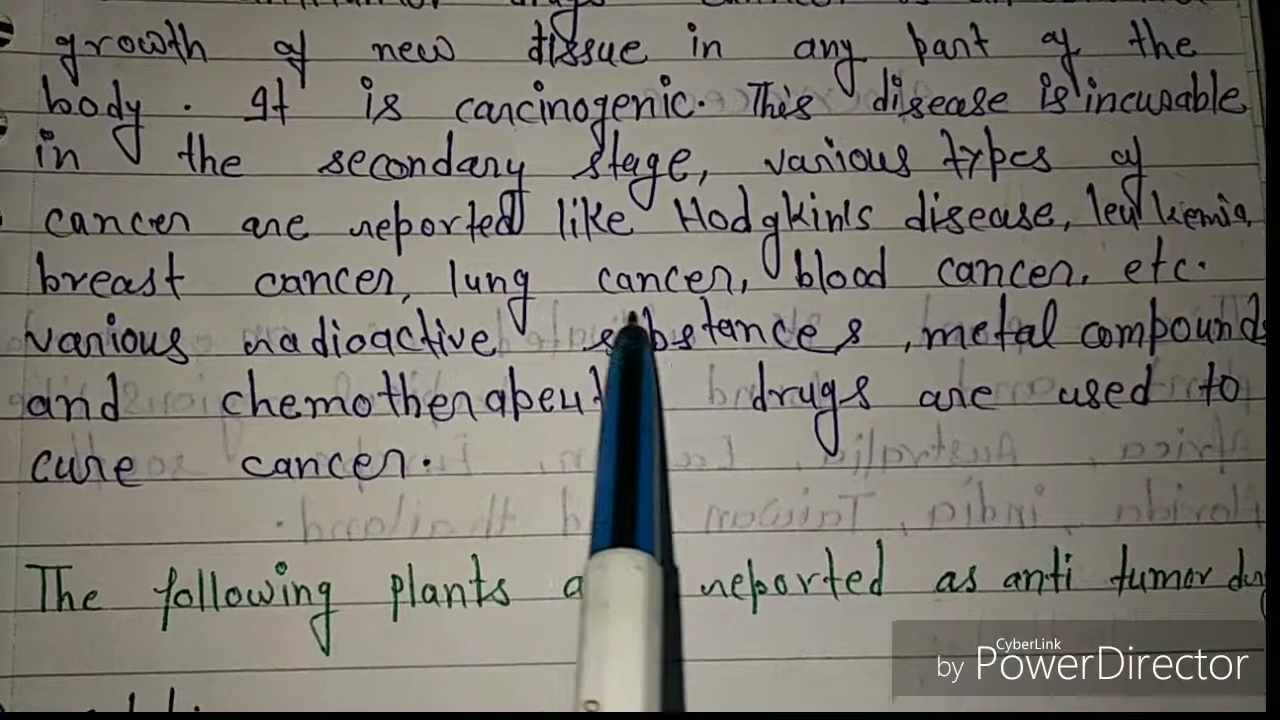 growth of new tissue in any part of the
body. It is carcinogenic. This disease is incurable
in the secondary stage, various types of
cancer are reported like Hodgkin's disease, leukemia,
breast cancer, lung cancer, blood cancer, etc.
various radioactive substances, metal compounds
and chemotherapeut drugs are used to
cure cancer.
The following plants a reported as anti tumor
CyberLink
by PowerDirector